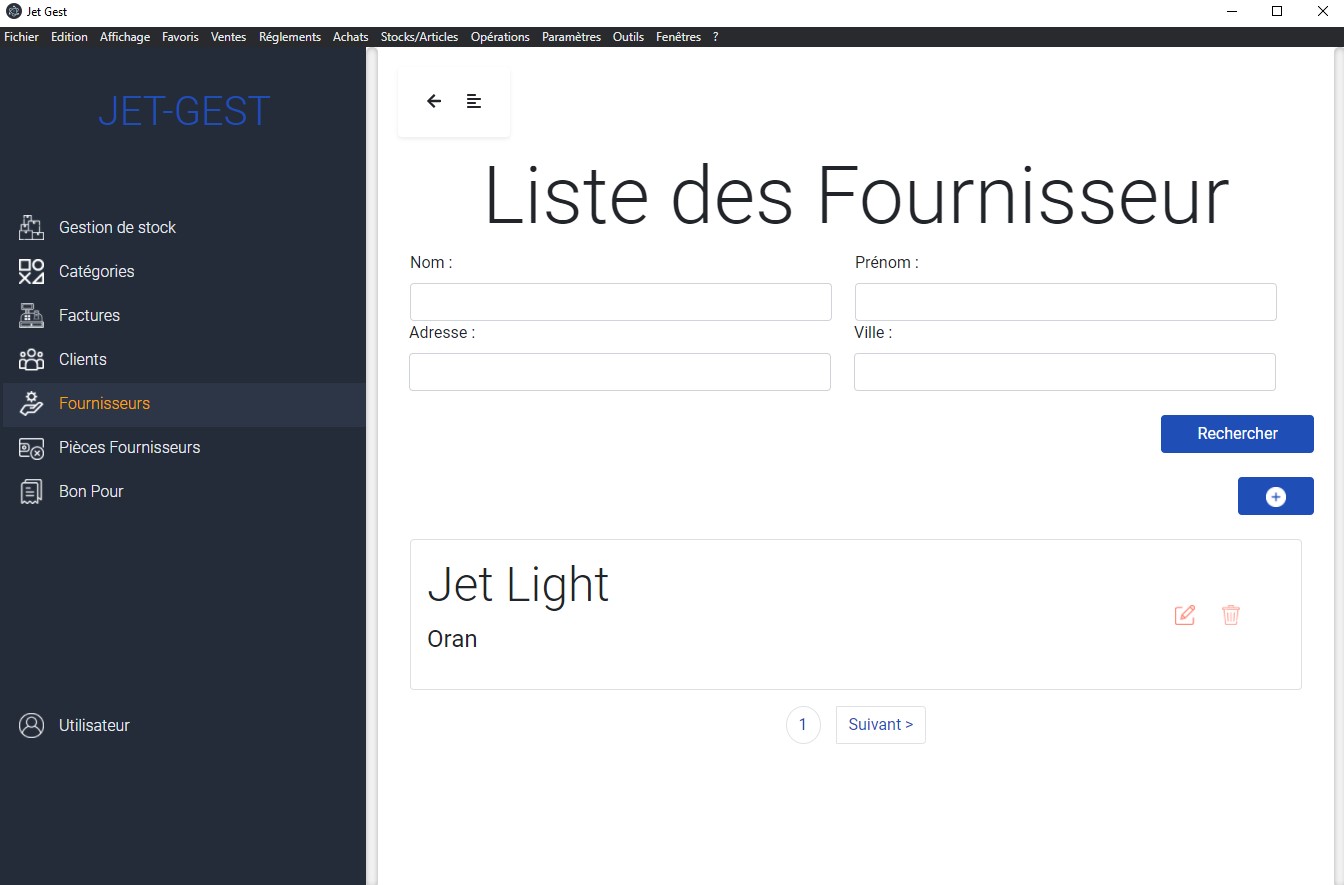 Jet Gest
Fichier Edition Affichage Favoris Ventes Réglements Achats Stocks/Articles Opérations Paramètres Outils Fenêtres ?
JET-GEST
Gestion de stock
Catégories
Factures
Clients
Fournisseurs
Pièces Fournisseurs
Bon Pour
Utilisateur
Liste des Fournisseur
Nom : Prénom :
Adresse : Ville :
Rechercher
Jet Light
Oran
1 Suivant >